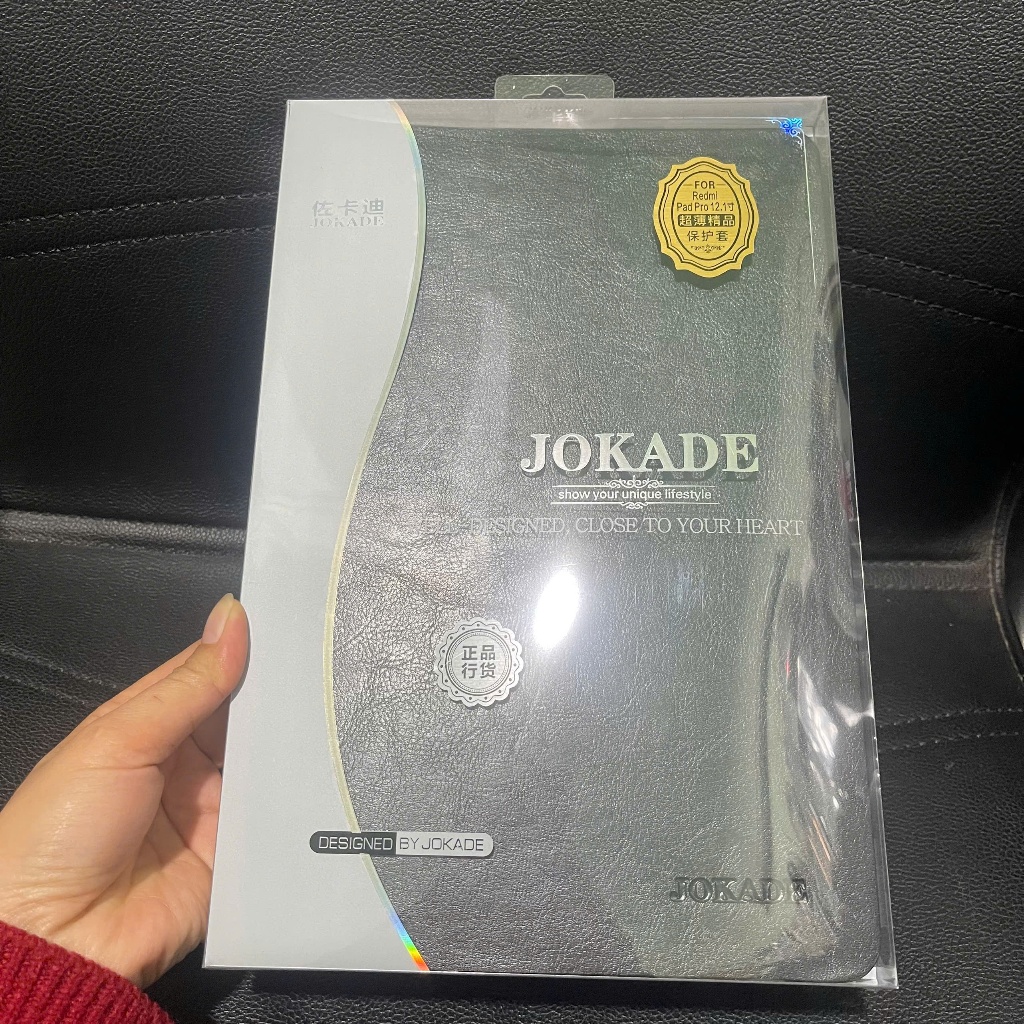 佐卡迪
JOKADE
FOR
Redmi
Pad Pro 12.1寸
超薄精品
保护套
JOKADE
show your unique lifestyle
DESIGNED, CLOSE TO YOUR HEART
正品
行货
DESIGNED BY JOKADE
JOKADE